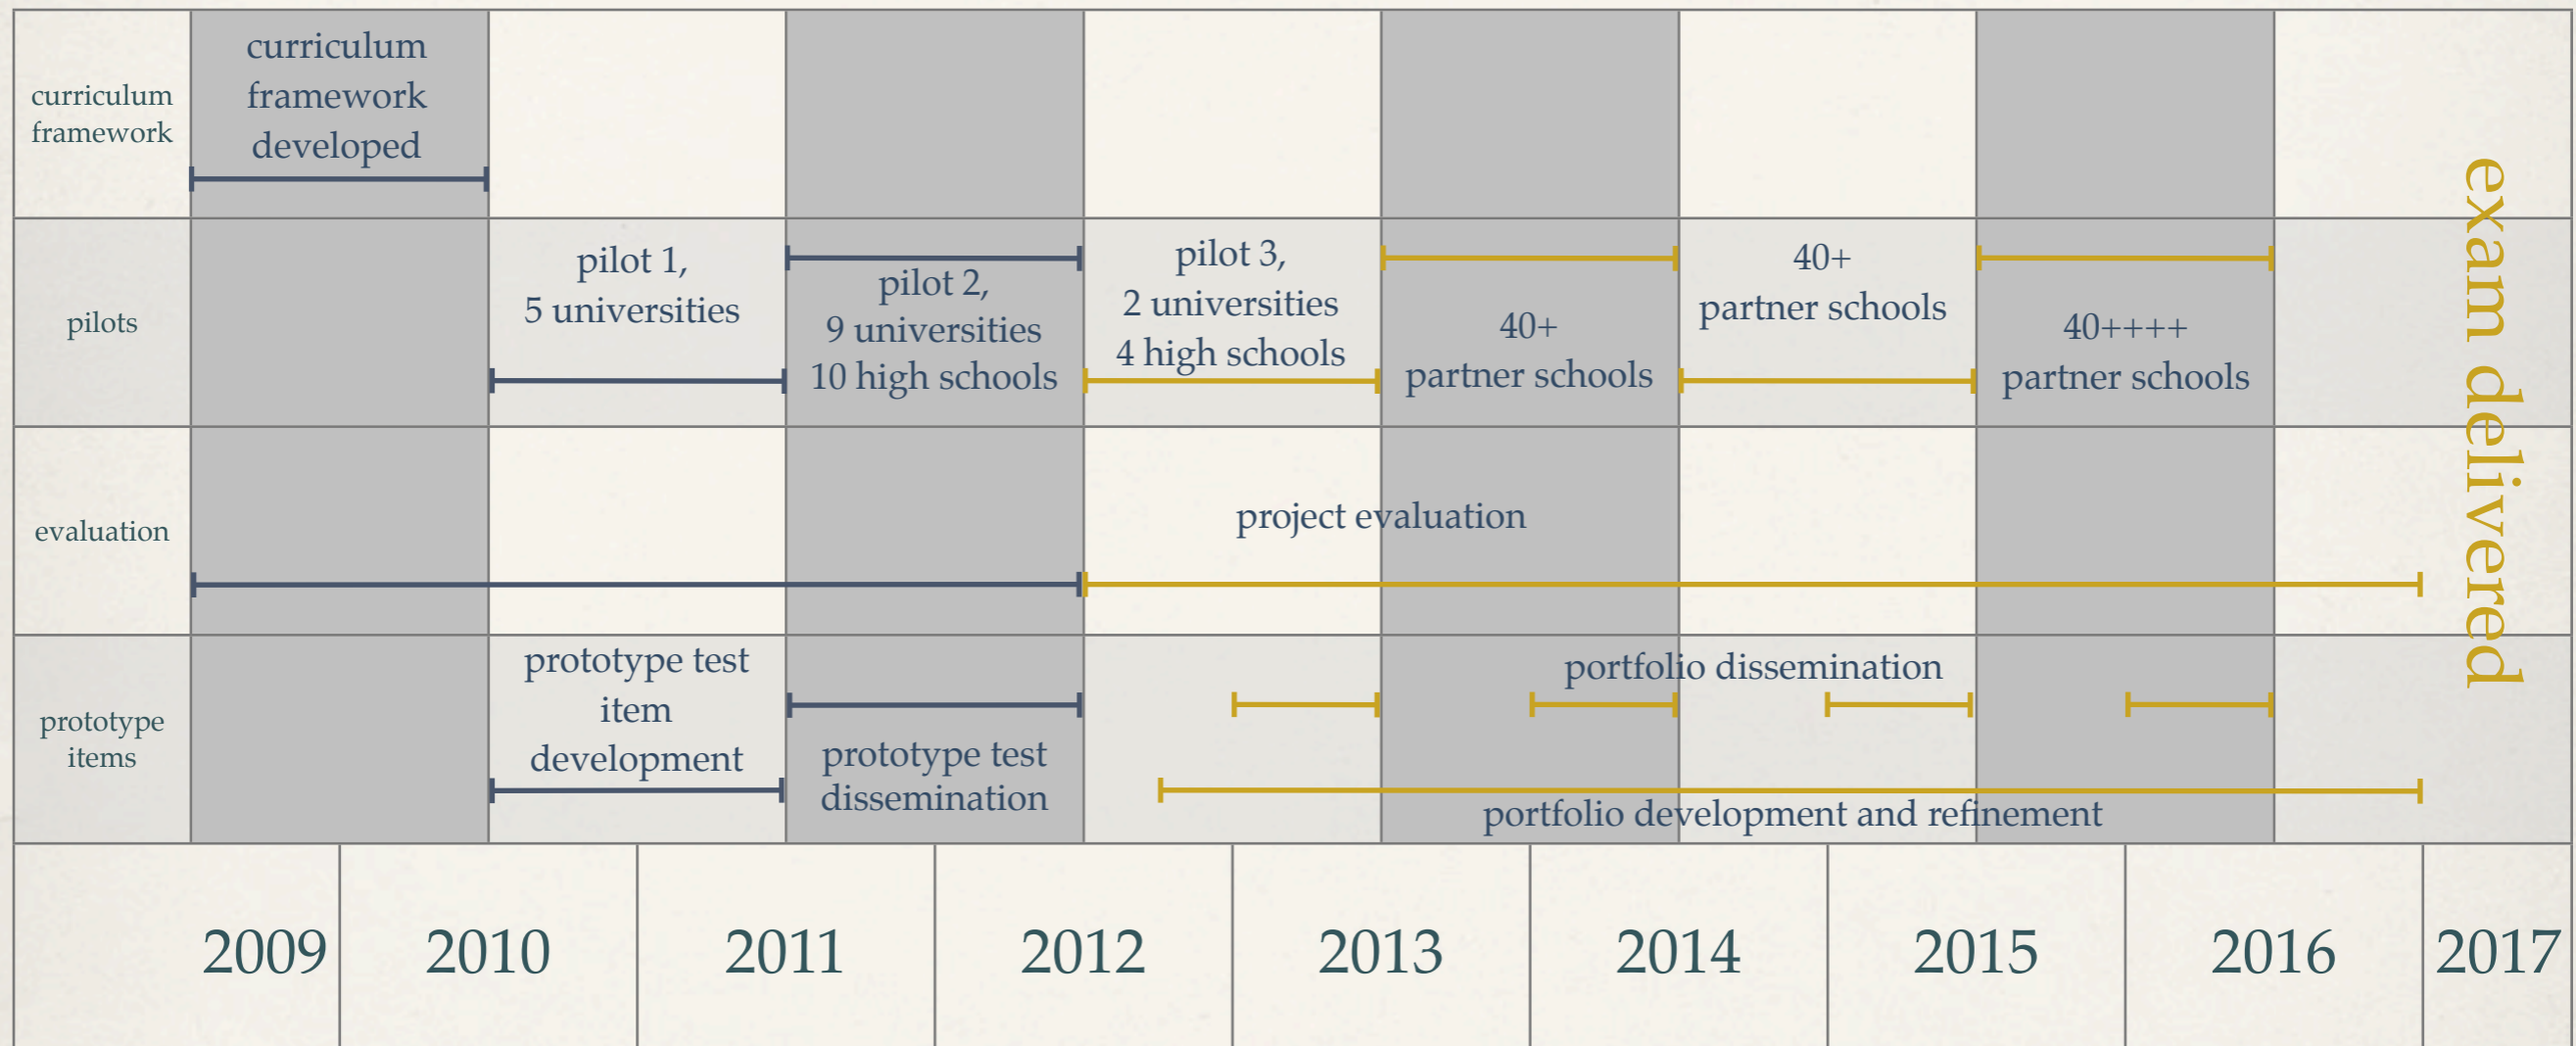 curriculum
framework
curriculum
framework
developed
pilots
pilot 1,
5 universities
pilot 2,
9 universities
10 high schools
pilot 3,
2 universities
4 high schools
40+
partner schools
40+
partner schools
40++++
partner schools
evaluation
project evaluation
prototype
items
prototype test
item
development
prototype test
dissemination
portfolio dissemination
portfolio development and refinement
exam delivered
2009
2010
2011
2012
2013
2014
2015
2016
2017